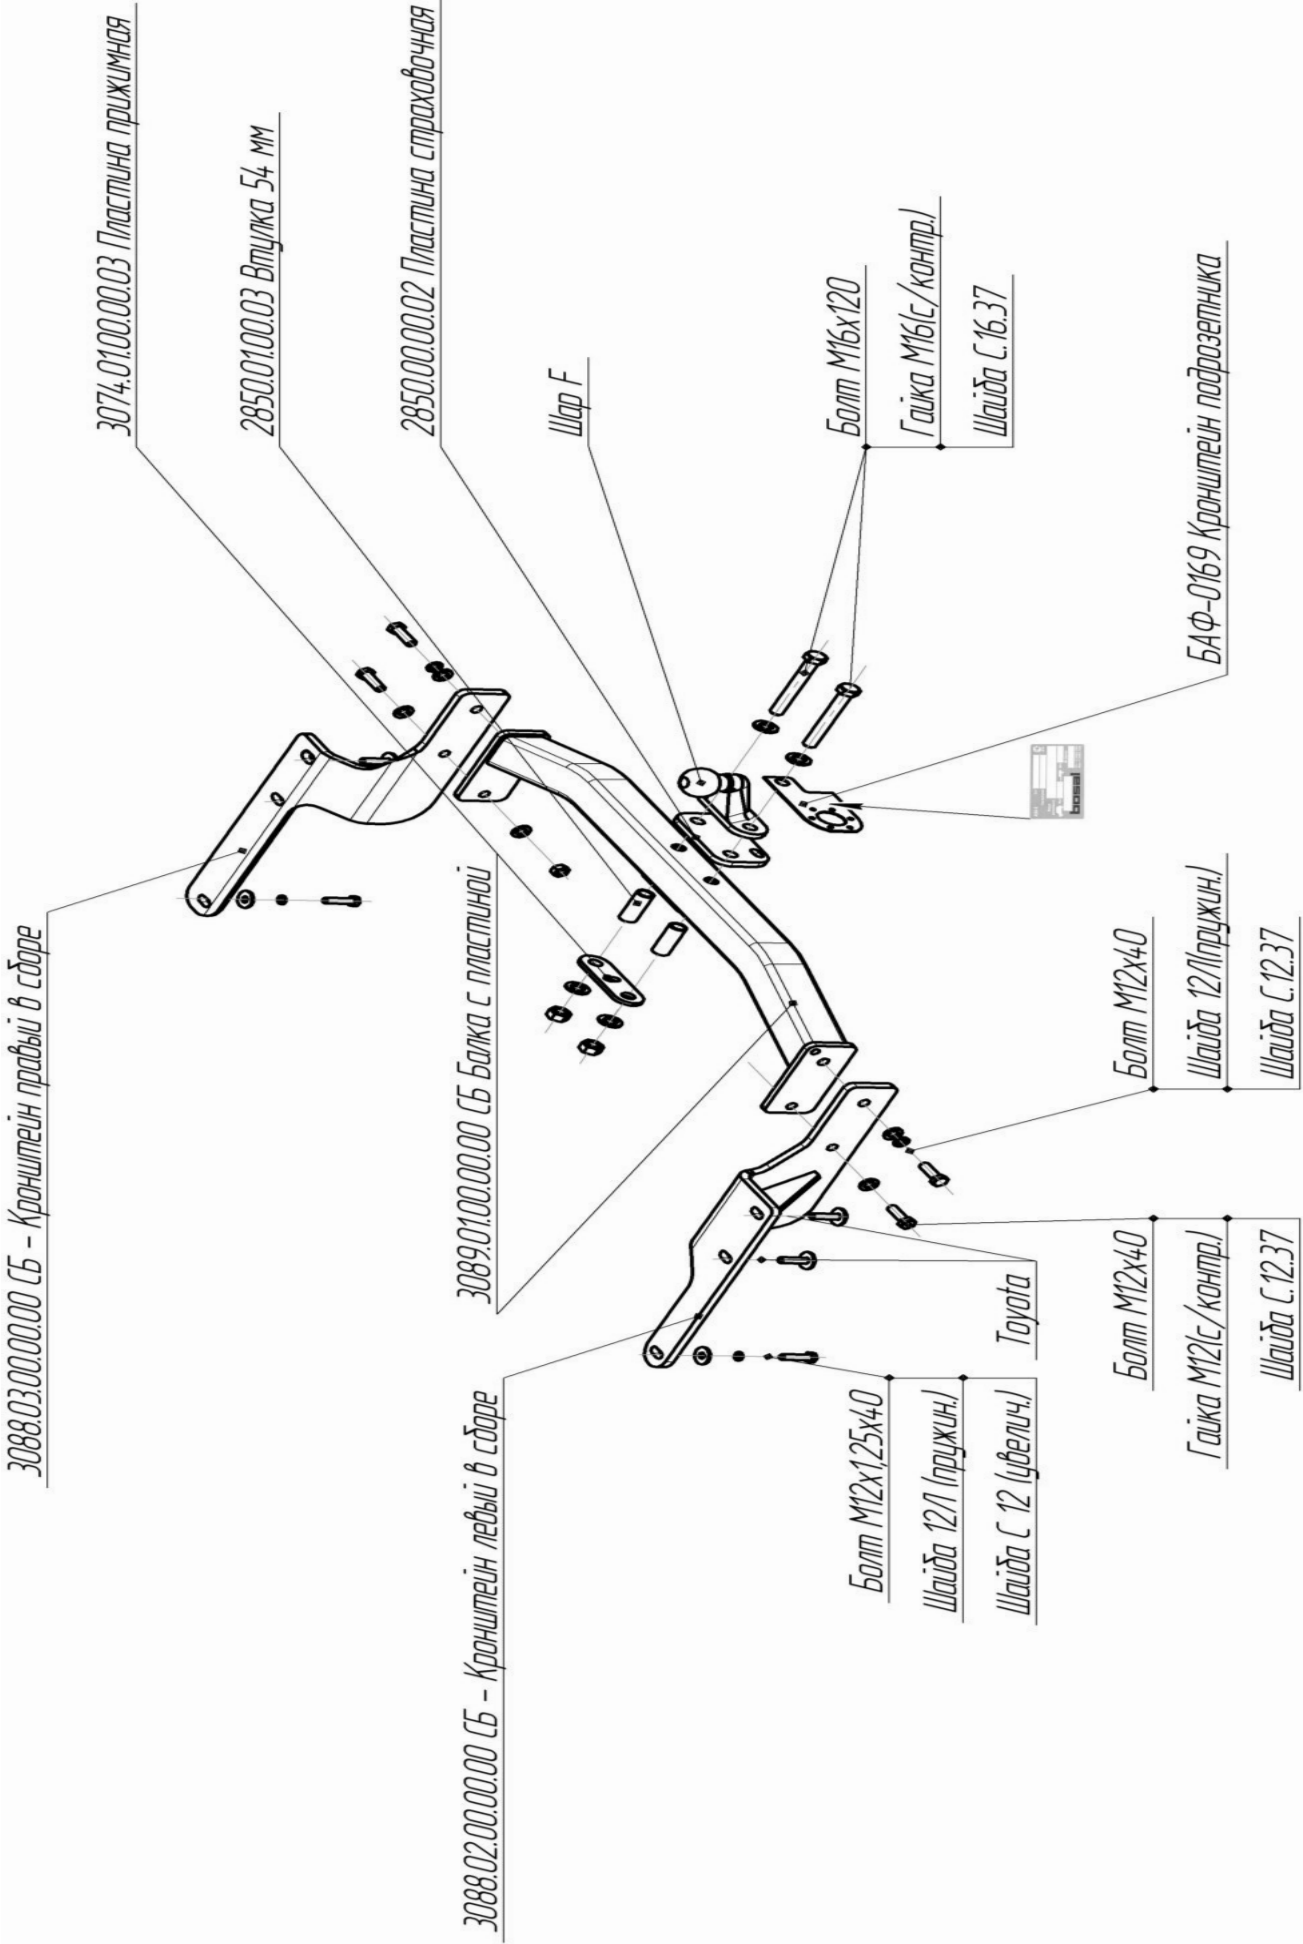 3088.03.00.00.00 СБ - Кронштейн правый в сборе
3074.01.00.00.03 Пластина прижимная
2850.01.00.03 Втулка 54 мм
2850.00.00.02 Пластина страховочная
Шар F
Болт М16х120
Гайка М16(с/контр.)
Шайба С.16.37
БАФ-0169 Кронштейн подрозетника
bosal
3089.01.00.00.00 СБ Балка с пластиной
3088.02.00.00.00 СБ - Кронштейн левый в сборе
Болт М12х1,25х40
Шайба 12Л (пружин.)
Шайба С 12 (увелич.)
Toyota
Болт М12х40
Шайба 12Л(пружин.)
Шайба С.12.37
Болт М12х40
Гайка М12(с/контр.)
Шайба С.12.37